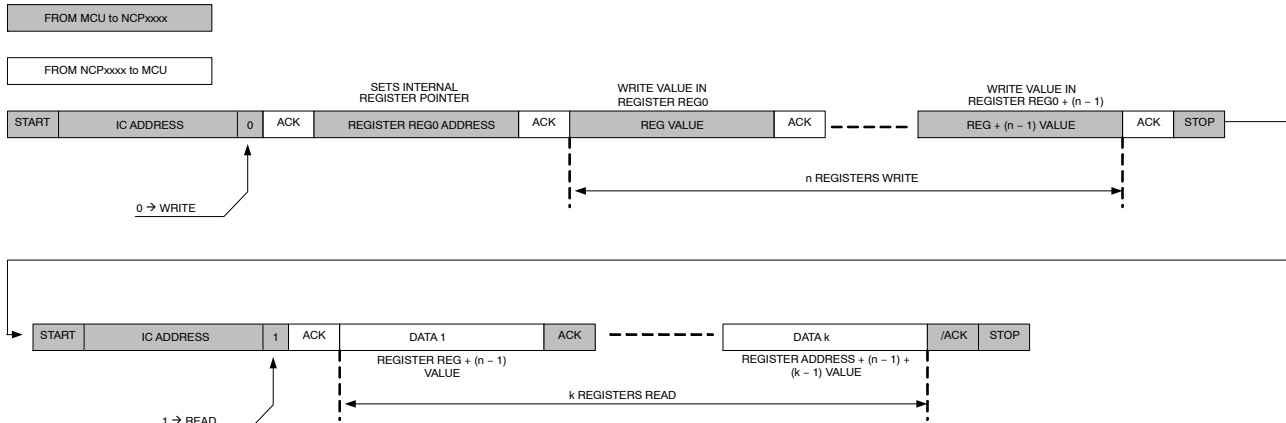 FROM MCU to NCPxxxx
FROM NCPxxxx to MCU
SETS INTERNAL
REGISTER POINTER
WRITE VALUE IN
REGISTER REG0
WRITE VALUE IN
REGISTER REG0 + (n − 1)
START IC ADDRESS 0 ACK REGISTER REG0 ADDRESS ACK REG VALUE ACK REG + (n − 1) VALUE ACK STOP
n REGISTERS WRITE
0 → WRITE
START IC ADDRESS 1 ACK DATA 1 ACK DATA k /ACK STOP
REGISTER REG + (n − 1)
VALUE
REGISTER ADDRESS + (n − 1) +
(k − 1) VALUE
k REGISTERS READ
1 → READ